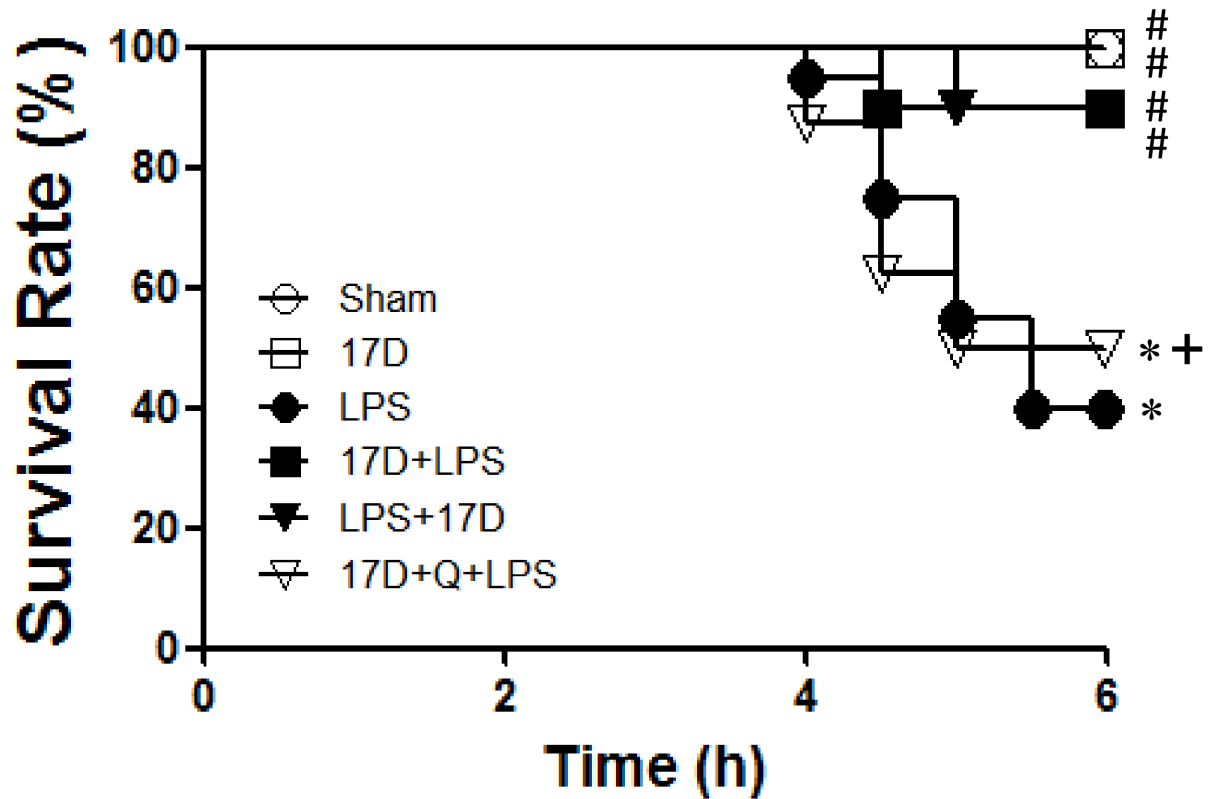 Survival Rate (%)
100
80
60
40
20
0
0 2 4 6
Time (h)
Sham
17D
LPS
17D+LPS
LPS+17D
17D+Q+LPS
#
#
#
#
* +
*